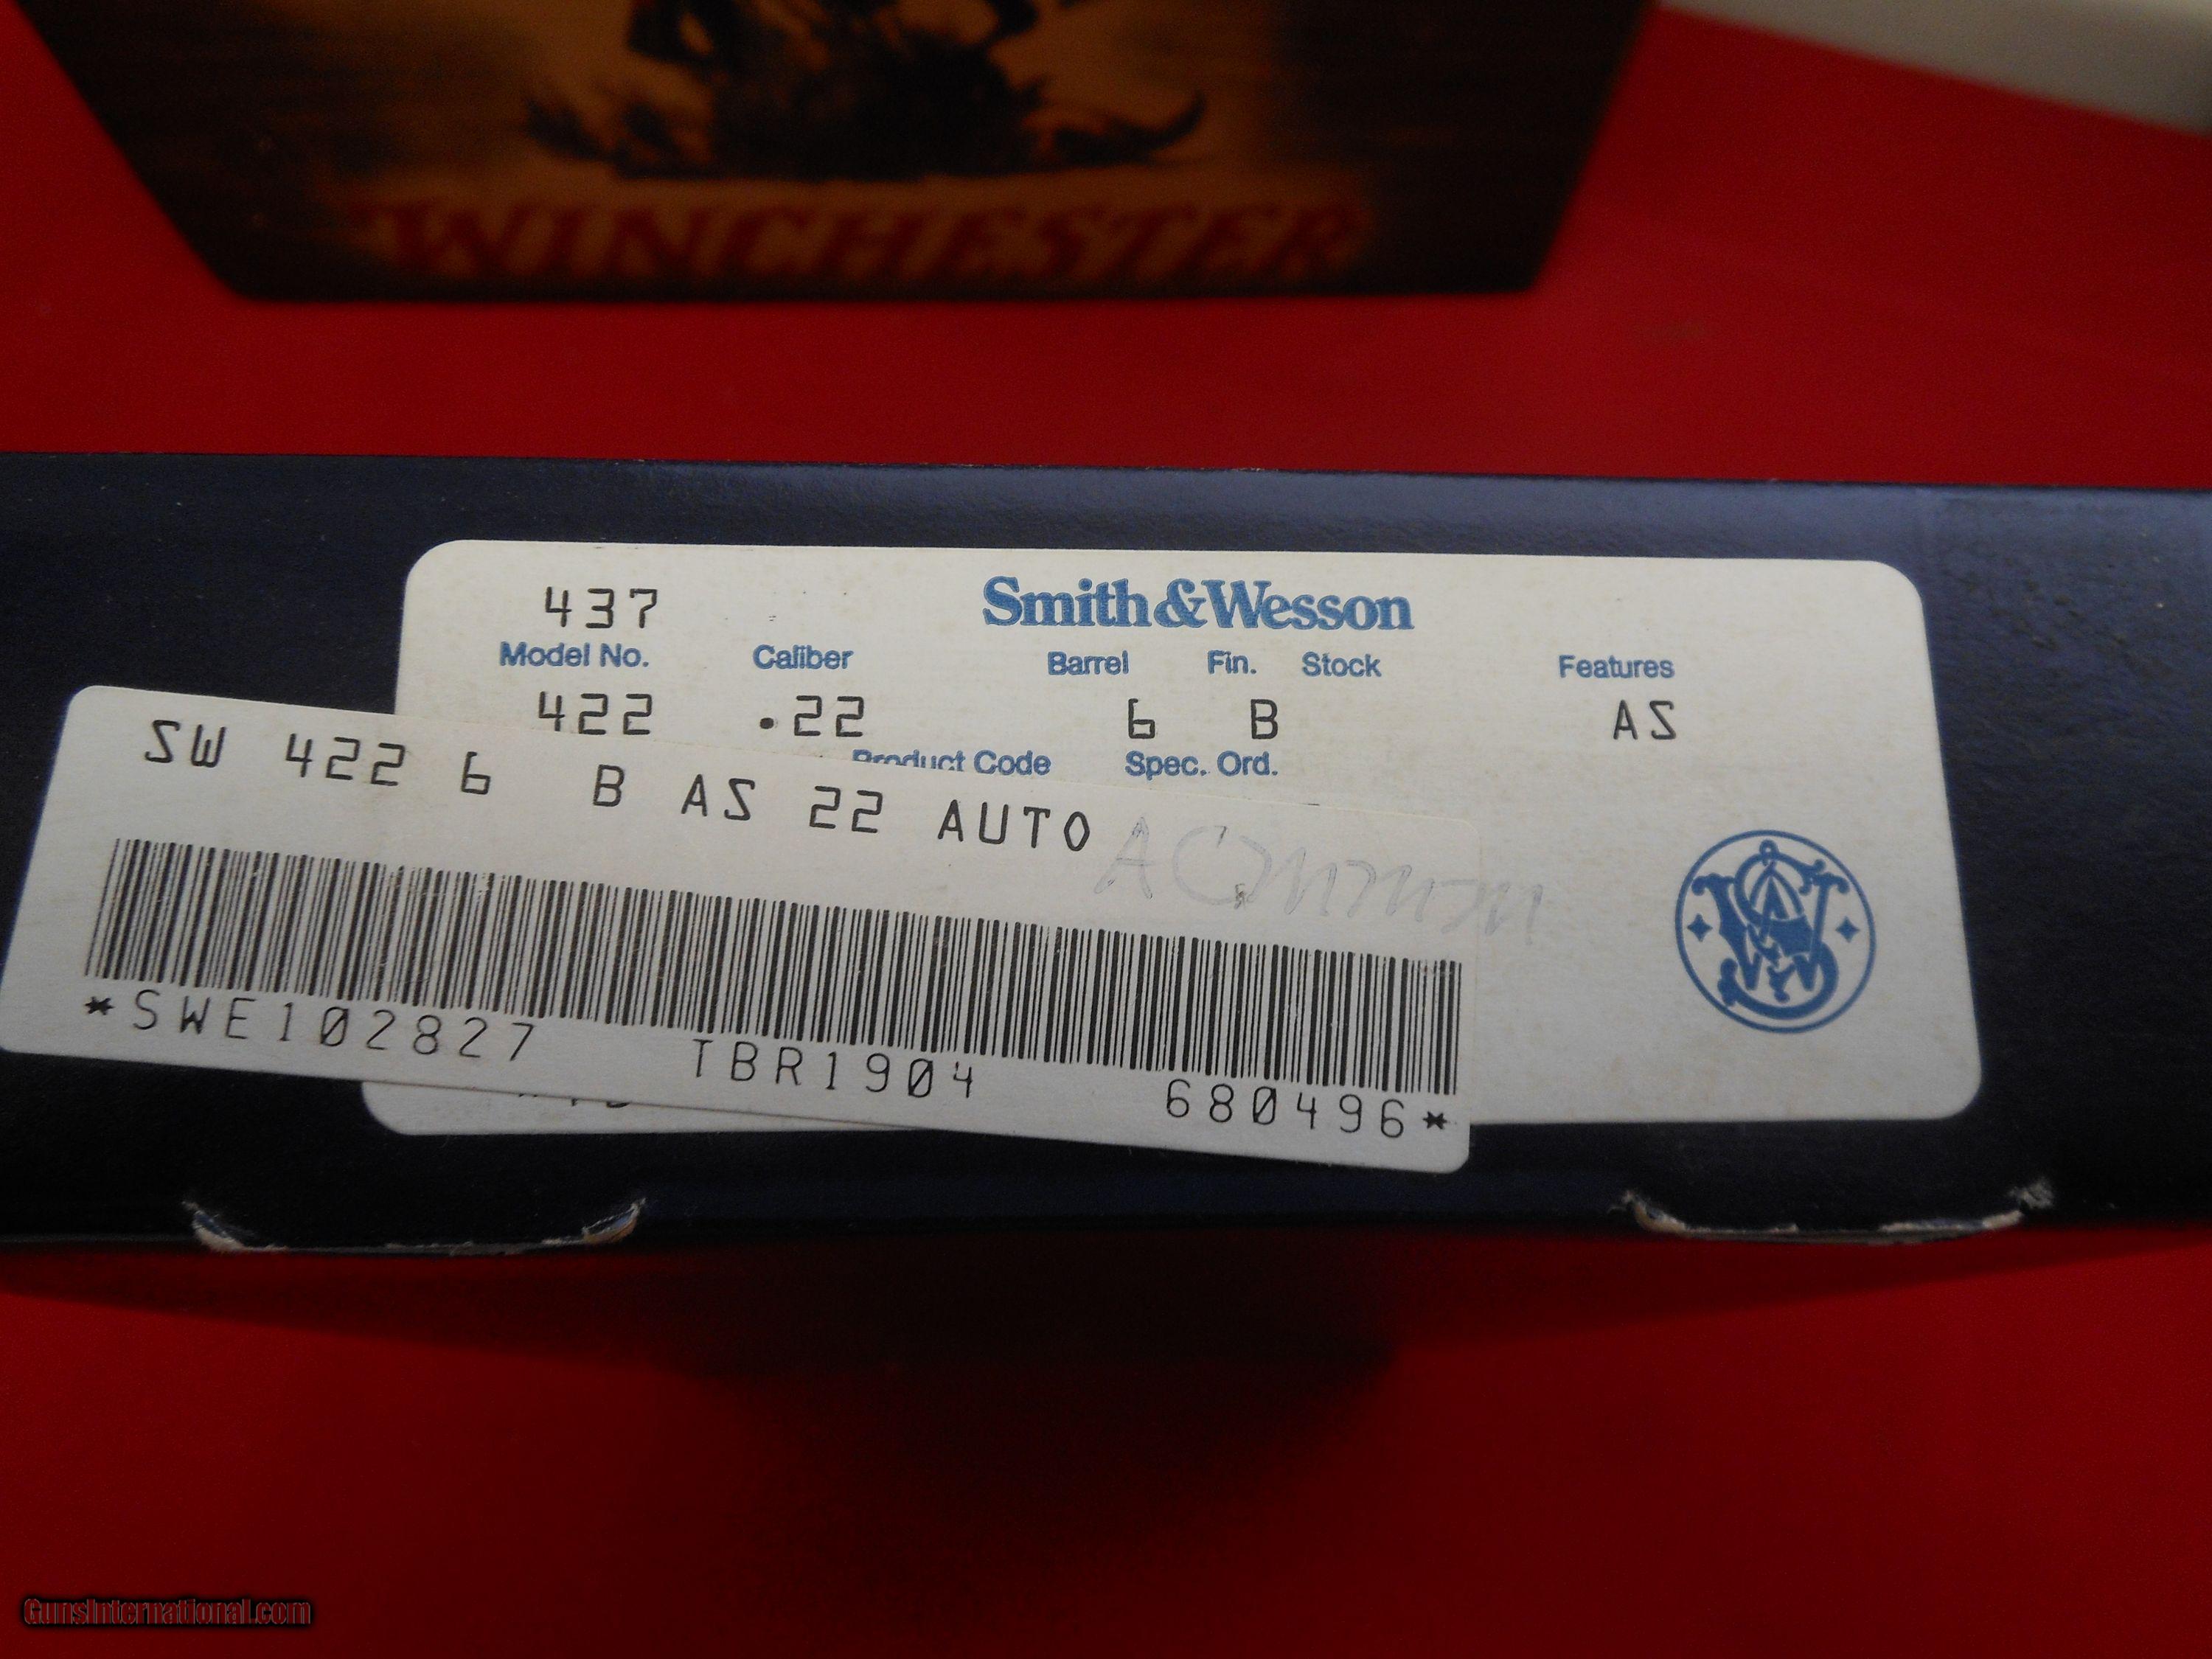 WINCHESTER
437
Smith&Wesson
Model No. Caliber Barrel Fin. Stock Features
422 .22 6 B AS
Product Code Spec. Ord.
SW 422 6 B AS 22 AUTO
*SWE102827 TBR1904 680496*
GunsInternational.com